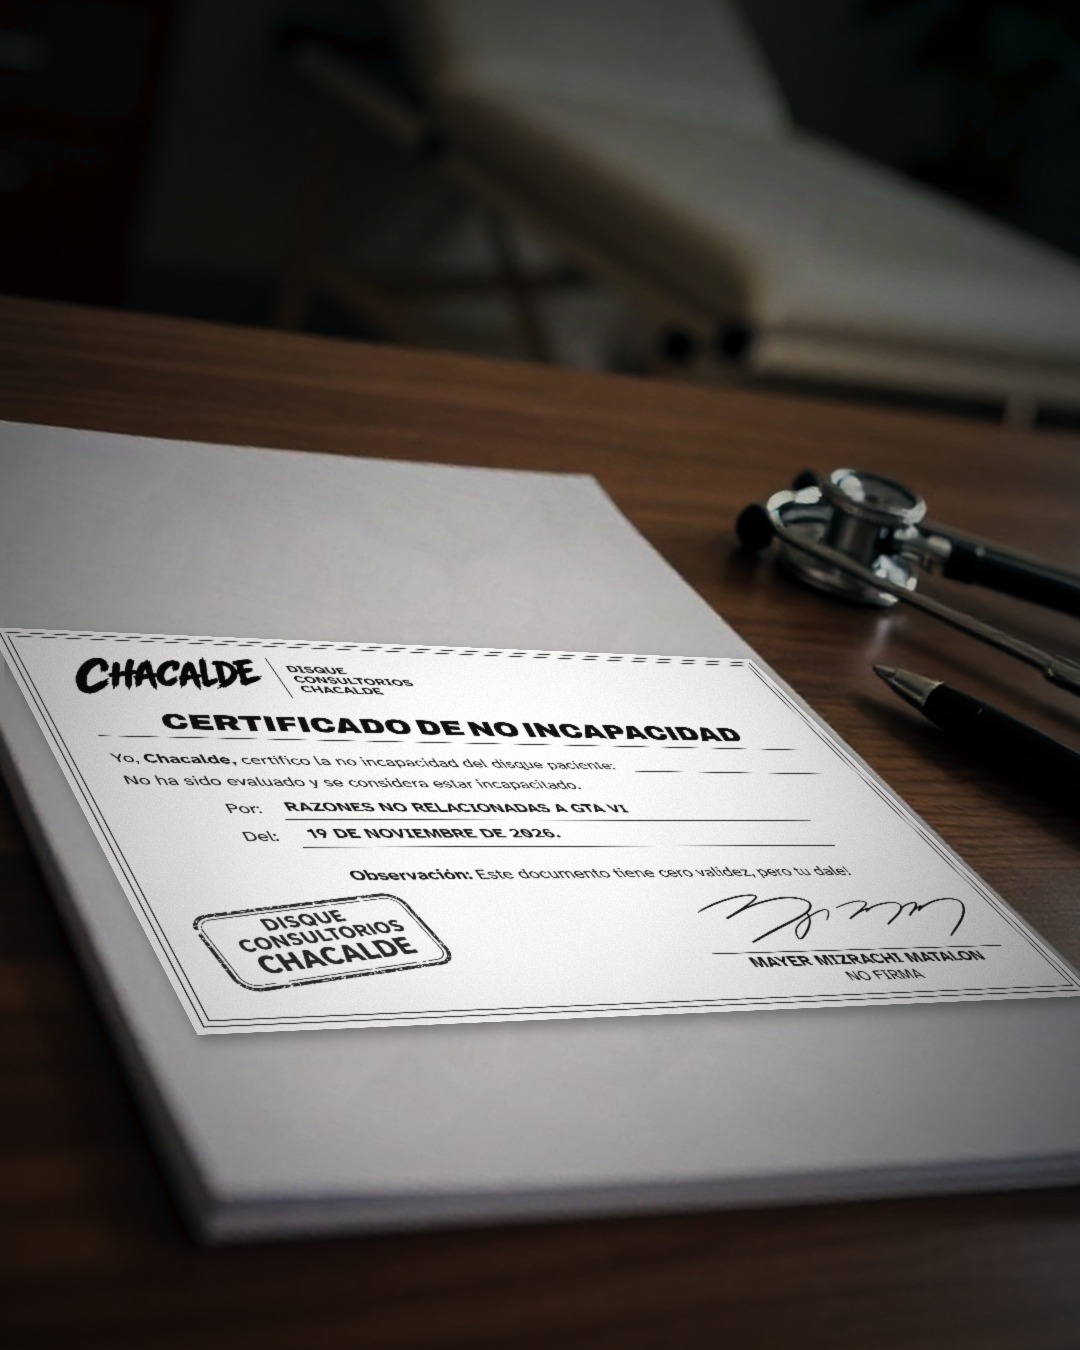 CHACALDE
DISQUE
CONSULTORIOS
CHACALDE
CERTIFICADO DE NO INCAPACIDAD
Yo, Chacalde, certifico la no incapacidad del disque paciente:
No ha sido evaluado y se considera estar incapacitado.
Por: RAZONES NO RELACIONADAS A GTA VI
Del: 19 DE NOVIEMBRE DE 2026.
Observación: Este documento tiene cero validez, pero tu dale!
DISQUE
CONSULTORIOS
CHACALDE
MAYER MIZRACHI MATALON
NO FIRMA